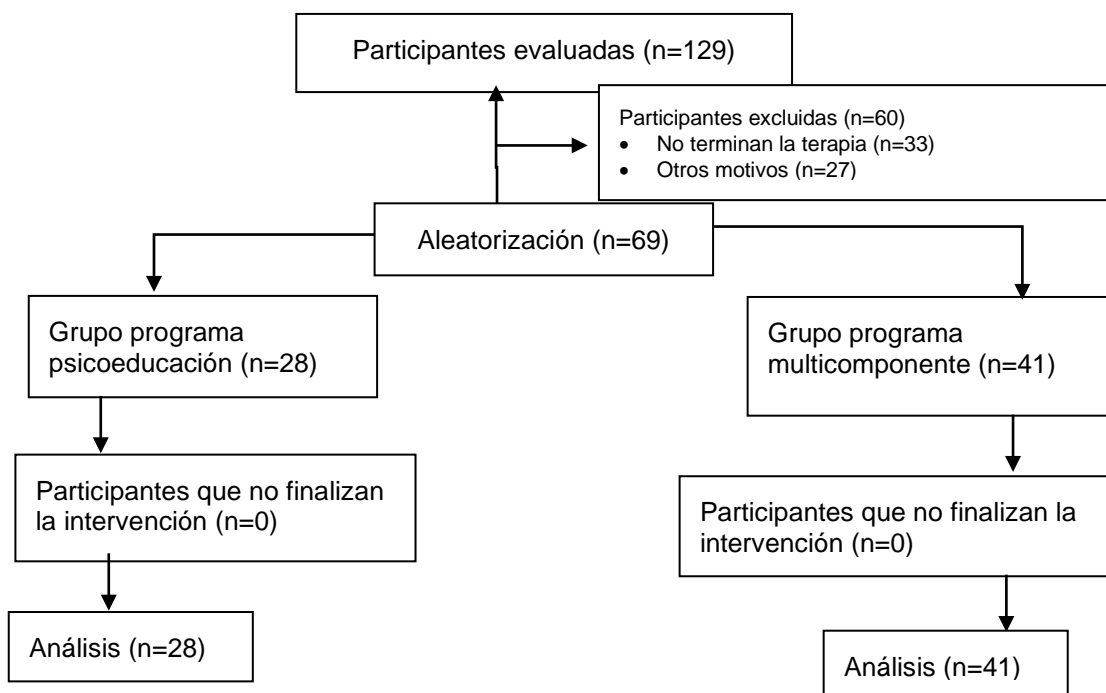 Participantes evaluadas (n=129)
Participantes excluidas (n=60)
• No terminan la terapia (n=33)
• Otros motivos (n=27)
Aleatorización (n=69)
Grupo programa
psicoeducación (n=28)
Grupo programa
multicomponente (n=41)
Participantes que no finalizan
la intervención (n=0)
Participantes que no finalizan la
intervención (n=0)
Análisis (n=28)
Análisis (n=41)